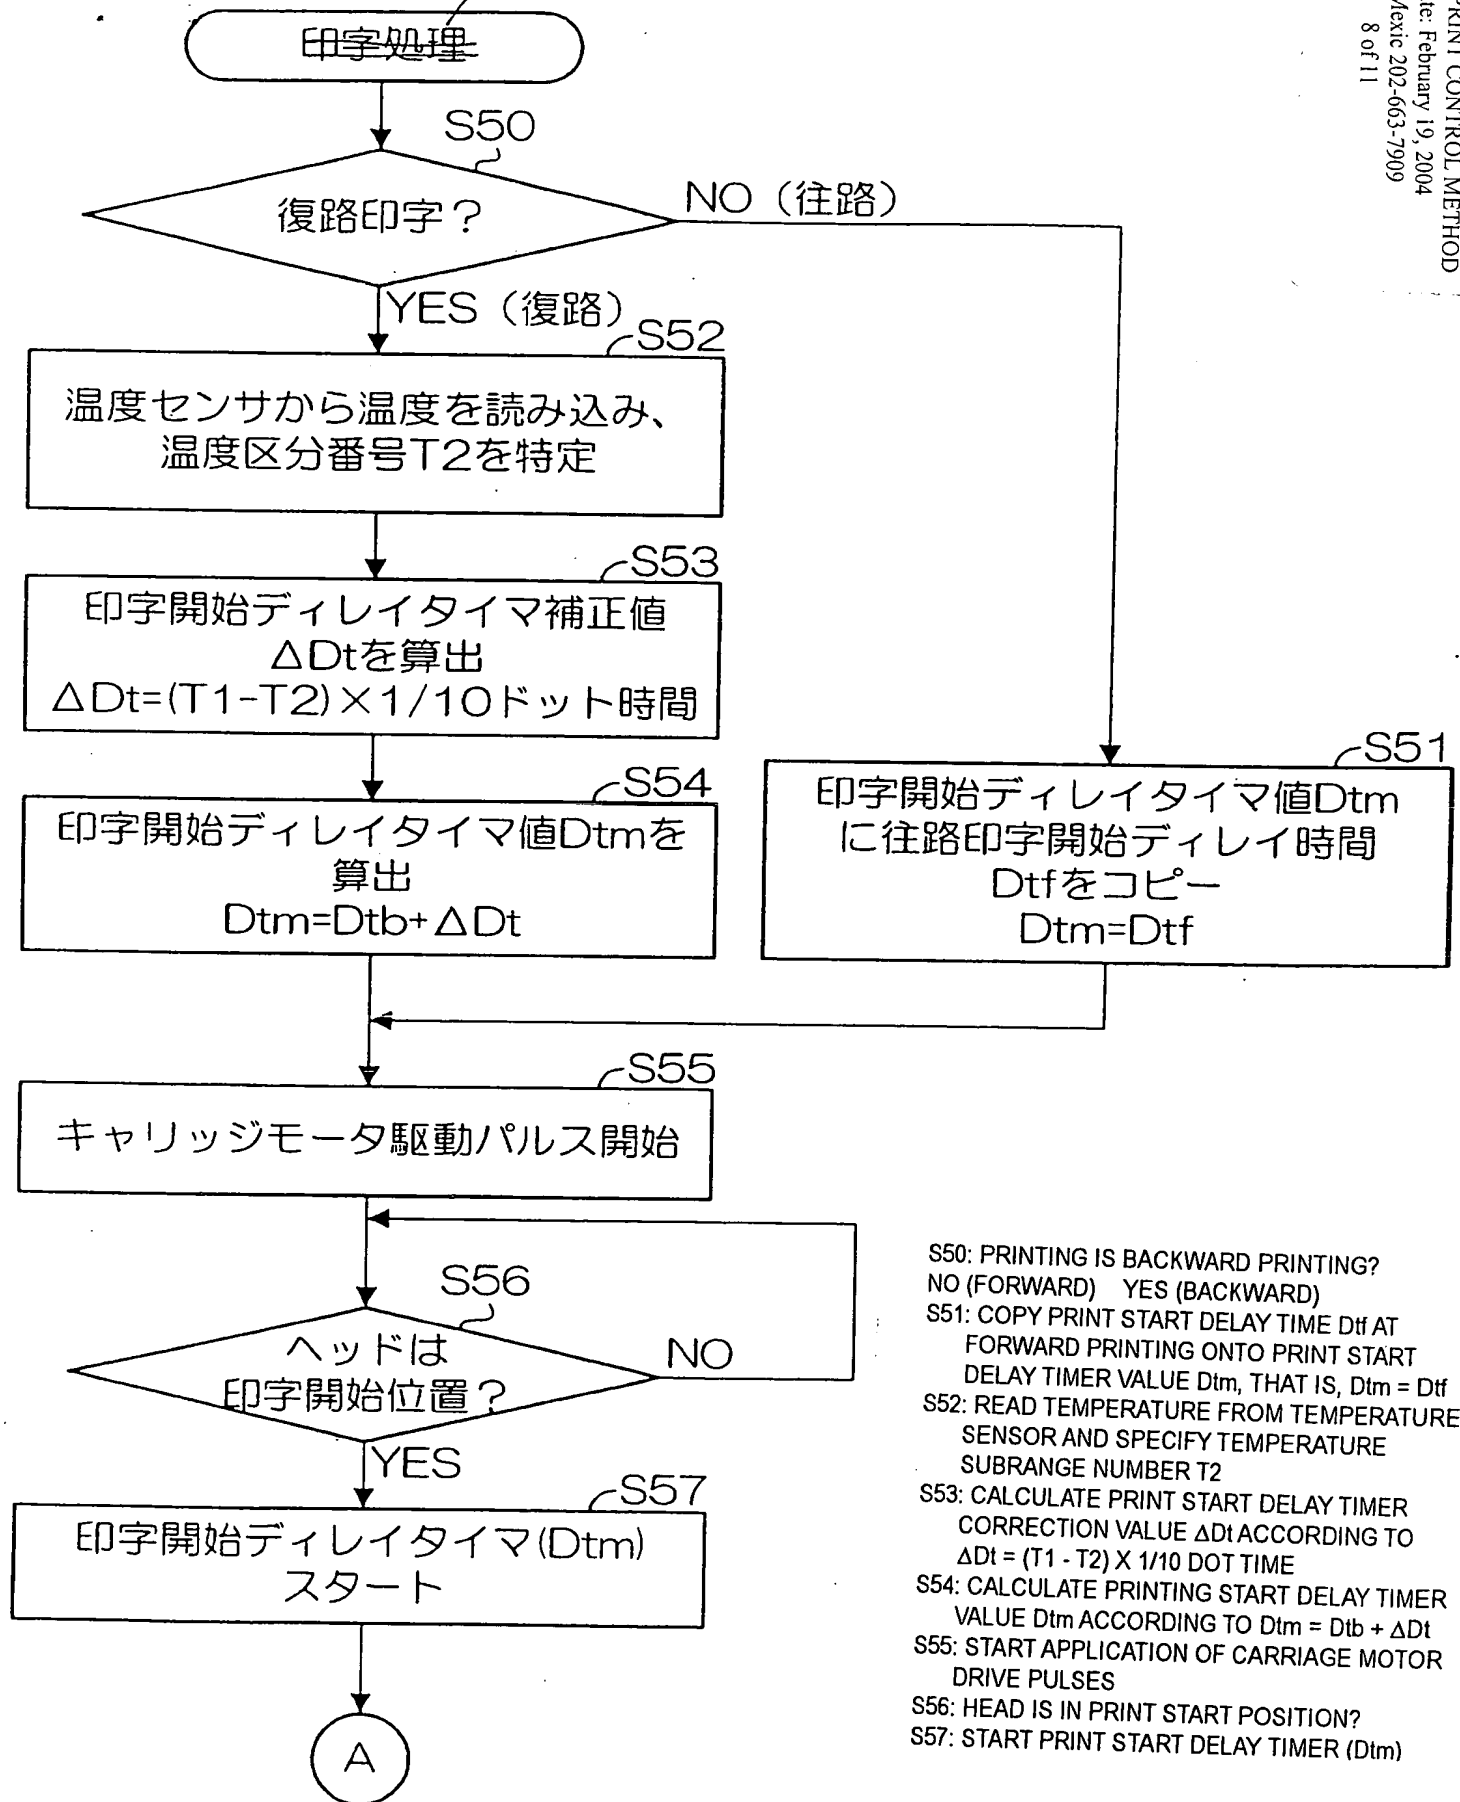 PRINT CONTROL METHOD
te: February 19, 2004
Mexic 202-663-7909
8 of 11
印字処理
S50
復路印字？
NO（往路）
YES（復路）
S52
温度センサから温度を読み込み、
温度区分番号T2を特定
S53
印字開始ディレイタイマ補正値
△Dtを算出
△Dt=(T1-T2)×1/10ドット時間
S54
印字開始ディレイタイマ値Dtmを
算出
Dtm=Dtb+△Dt
S51
印字開始ディレイタイマ値Dtm
に往路印字開始ディレイ時間
Dtfをコピー
Dtm=Dtf
S55
キャリッジモータ駆動パルス開始
S56
ヘッドは
印字開始位置？
NO
YES
S57
印字開始ディレイタイマ(Dtm)
スタート
A
S50: PRINTING IS BACKWARD PRINTING?
NO (FORWARD) YES (BACKWARD)
S51: COPY PRINT START DELAY TIME Dtf AT
FORWARD PRINTING ONTO PRINT START
DELAY TIMER VALUE Dtm, THAT IS, Dtm = Dtf
S52: READ TEMPERATURE FROM TEMPERATURE
SENSOR AND SPECIFY TEMPERATURE
SUBRANGE NUMBER T2
S53: CALCULATE PRINT START DELAY TIMER
CORRECTION VALUE ΔDt ACCORDING TO
ΔDt = (T1 - T2) X 1/10 DOT TIME
S54: CALCULATE PRINTING START DELAY TIMER
VALUE Dtm ACCORDING TO Dtm = Dtb + ΔDt
S55: START APPLICATION OF CARRIAGE MOTOR
DRIVE PULSES
S56: HEAD IS IN PRINT START POSITION?
S57: START PRINT START DELAY TIMER (Dtm)